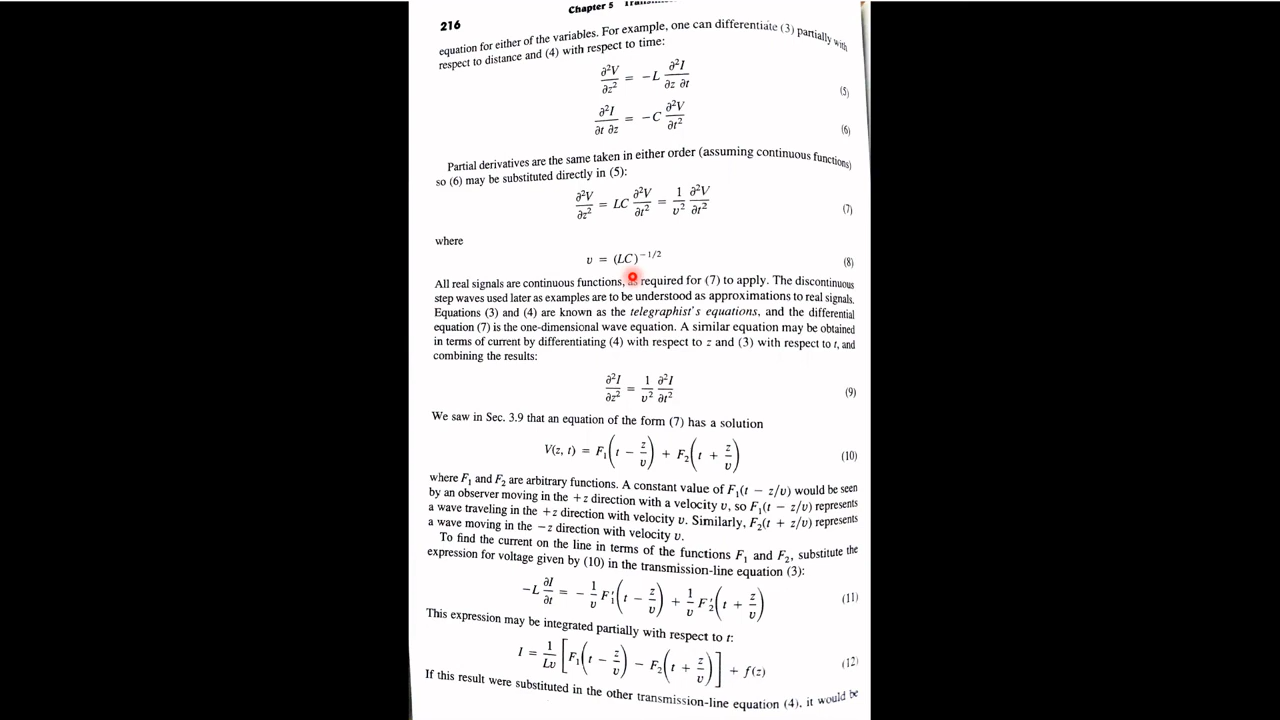 216
Chapter 5
equation for either of the variables. For example, one can differentiate (3) partially with
respect to distance and (4) with respect to time:
∂²V/∂z² = −L ∂²I/∂z ∂t (5)
∂²I/∂t ∂z = −C ∂²V/∂t² (6)
Partial derivatives are the same taken in either order (assuming continuous functions)
so (6) may be substituted directly in (5):
∂²V/∂z² = LC ∂²V/∂t² = 1/υ² ∂²V/∂t² (7)
where
υ = (LC)^−1/2 (8)
All real signals are continuous functions, required for (7) to apply. The discontinuous
step waves used later as examples are to be understood as approximations to real signals.
Equations (3) and (4) are known as the telegraphist's equations, and the differential
equation (7) is the one-dimensional wave equation. A similar equation may be obtained
in terms of current by differentiating (4) with respect to z and (3) with respect to t, and
combining the results:
∂²I/∂z² = 1/υ² ∂²I/∂t² (9)
We saw in Sec. 3.9 that an equation of the form (7) has a solution
V(z, t) = F₁(t − z/υ) + F₂(t + z/υ) (10)
where F₁ and F₂ are arbitrary functions. A constant value of F₁(t − z/υ) would be seen
by an observer moving in the +z direction with a velocity υ, so F₁(t − z/υ) represents
a wave traveling in the +z direction with velocity υ. Similarly, F₂(t + z/υ) represents
a wave moving in the −z direction with velocity υ.
To find the current on the line in terms of the functions F₁ and F₂, substitute the
expression for voltage given by (10) in the transmission-line equation (3):
−L ∂I/∂t = − 1/υ F₁′(t − z/υ) + 1/υ F₂′(t + z/υ) (11)
This expression may be integrated partially with respect to t:
I = 1/Lυ [F₁(t − z/υ) − F₂(t + z/υ)] + f(z) (12)
If this result were substituted in the other transmission-line equation (4), it would be